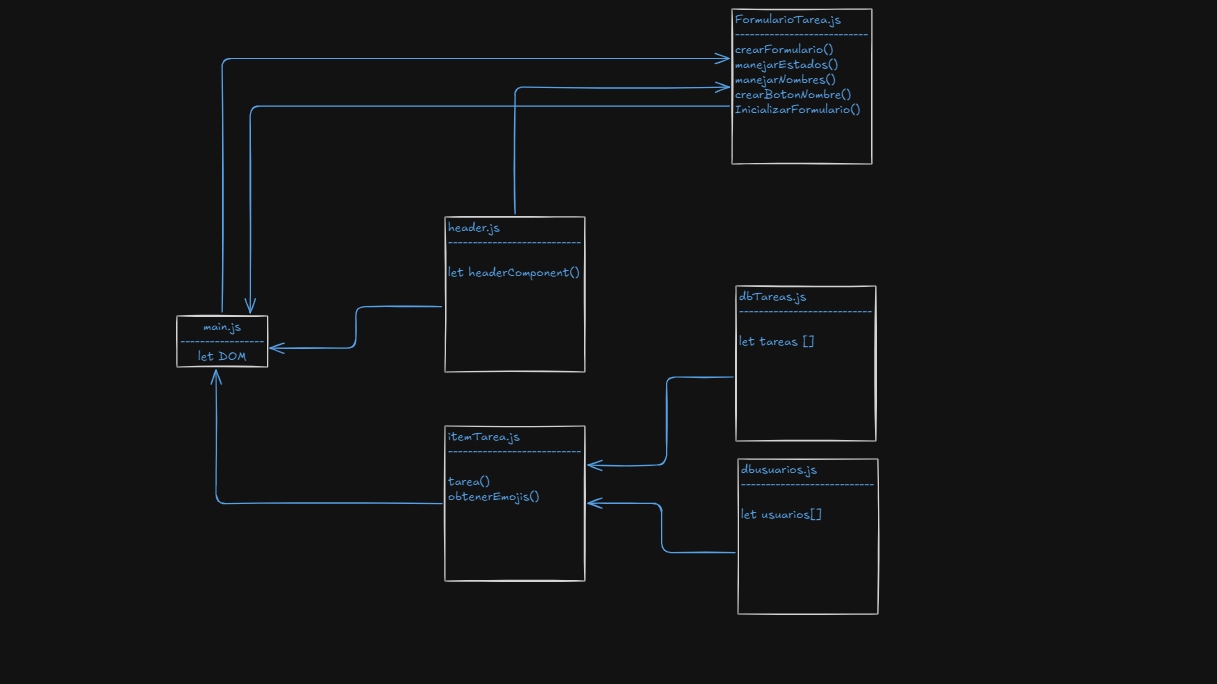 FormularioTarea.js
crearFormulario()
manejarEstados()
manejarNombres()
crearBotonNombre()
InicializarFormulario()
header.js
let headerComponent()
main.js
let DOM
dbTareas.js
let tareas []
itemTarea.js
tarea()
obtenerEmojis()
dbusuarios.js
let usuarios[]